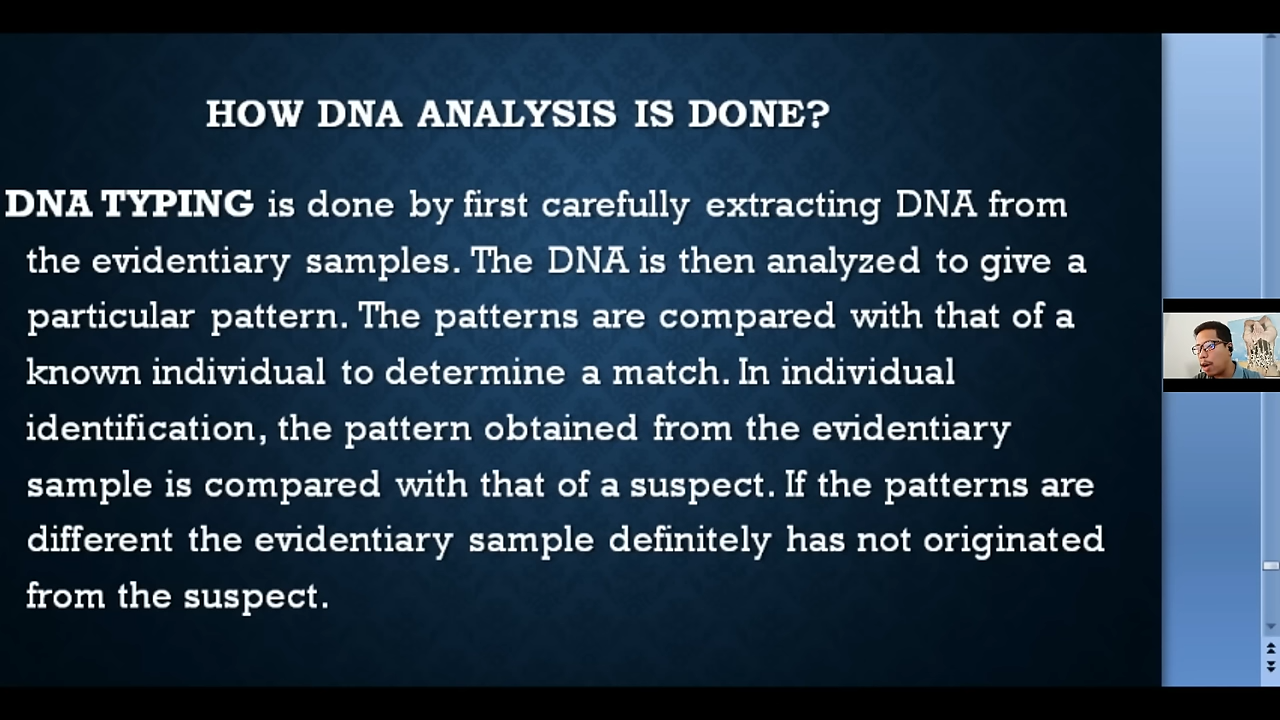 HOW DNA ANALYSIS IS DONE?
DNA TYPING is done by first carefully extracting DNA from
the evidentiary samples. The DNA is then analyzed to give a
particular pattern. The patterns are compared with that of a
known individual to determine a match. In individual
identification, the pattern obtained from the evidentiary
sample is compared with that of a suspect. If the patterns are
different the evidentiary sample definitely has not originated
from the suspect.